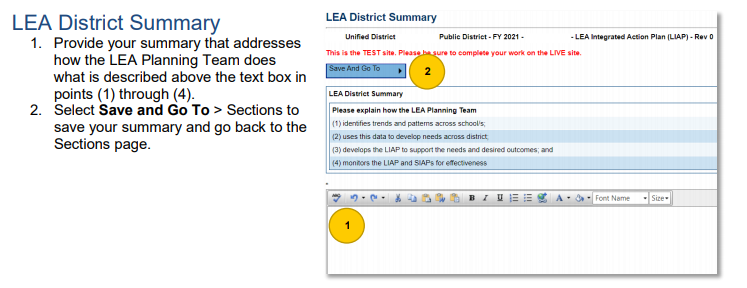 LEA District Summary
1. Provide your summary that addresses
how the LEA Planning Team does
what is described above the text box in
points (1) through (4).
2. Select Save and Go To > Sections to
save your summary and go back to the
Sections page.
LEA District Summary
Unified District Public District - FY 2021 - - LEA Integrated Action Plan (LIAP) - Rev 0
This is the TEST site. Please be sure to complete your work on the LIVE site.
Save And Go To
2
LEA District Summary
Please explain how the LEA Planning Team
(1) identifies trends and patterns across school/s;
(2) uses this data to develop needs across district;
(3) develops the LIAP to support the needs and desired outcomes; and
(4) monitors the LIAP and SIAPs for effectiveness
ABC B I U A Font Name Size
1